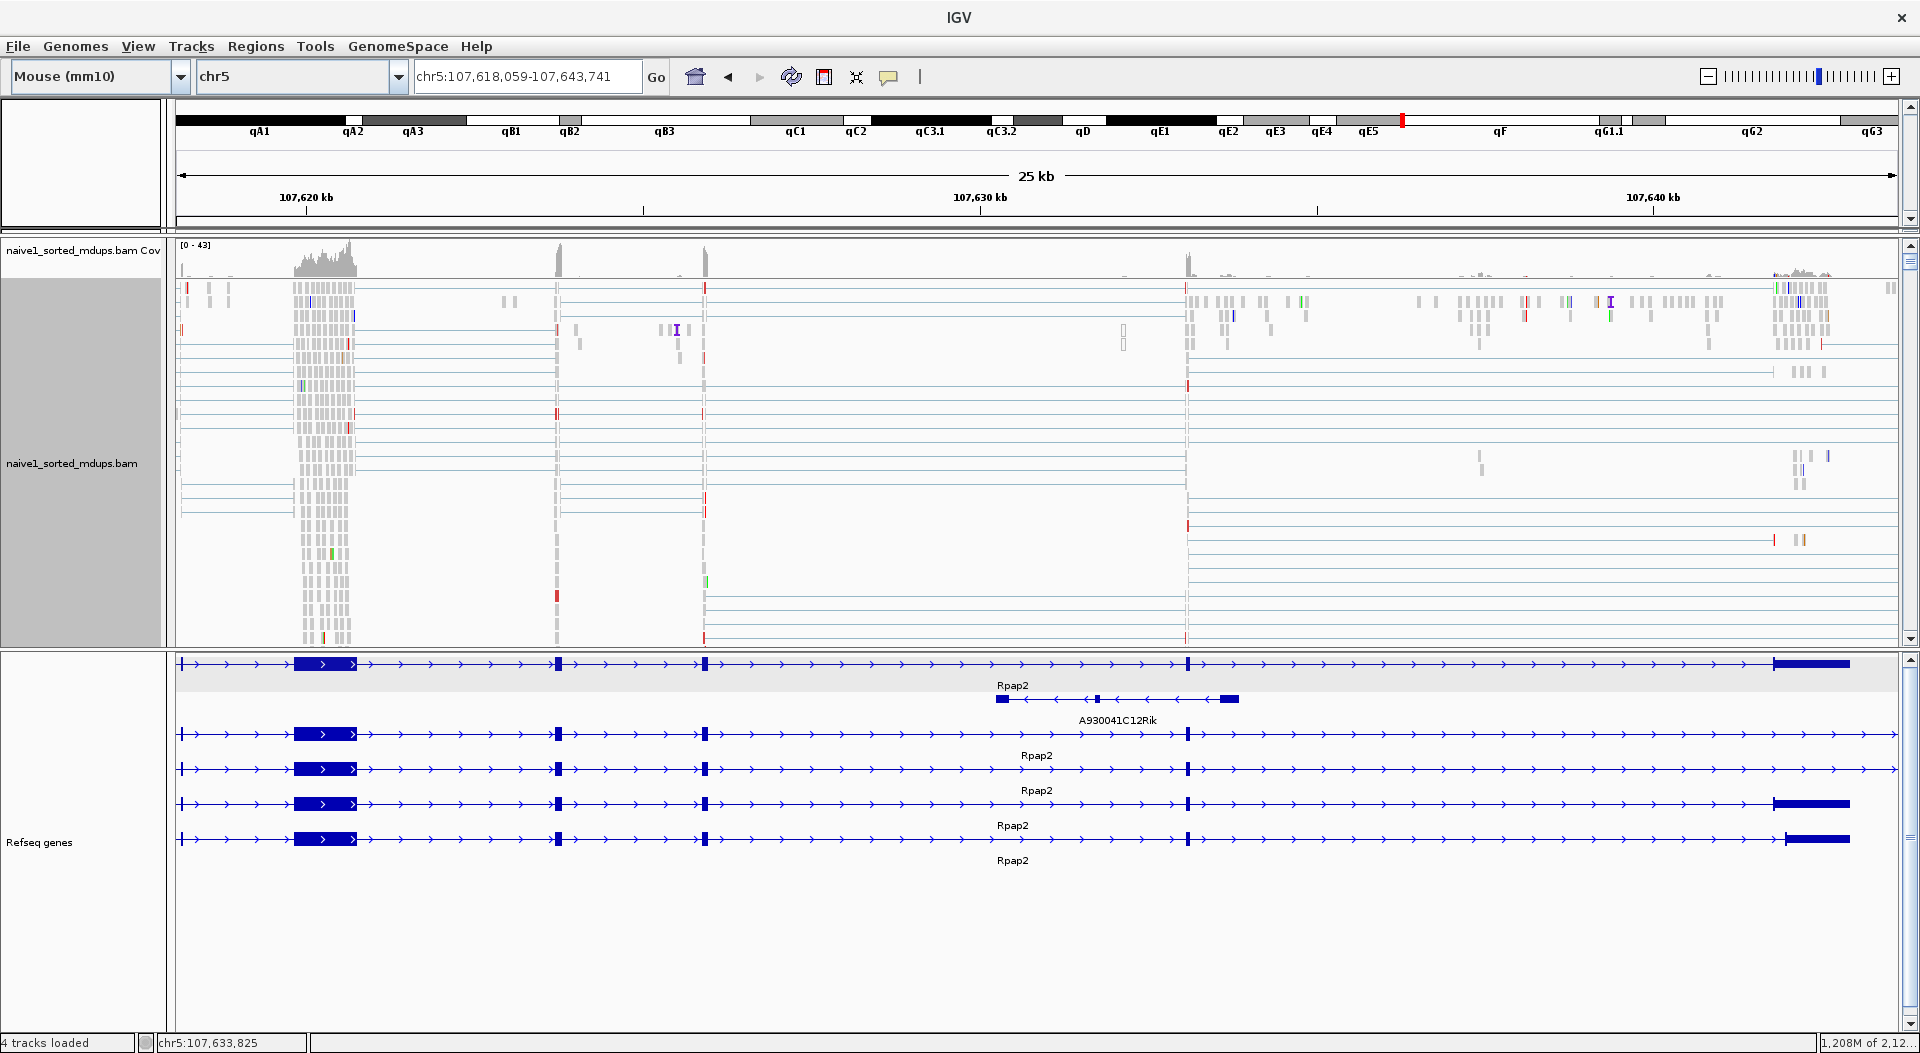 IGV
File Genomes View Tracks Regions Tools GenomeSpace Help
Mouse (mm10) chr5 chr5:107,618,059-107,643,741 Go
qA1 qA2 qA3 qB1 qB2 qB3 qC1 qC2 qC3.1 qC3.2 qD qE1 qE2 qE3 qE4 qE5 qF qG1.1 qG2 qG3
25 kb
107,620 kb 107,630 kb 107,640 kb
naive1_sorted_mdups.bam Cov [0 - 43]
naive1_sorted_mdups.bam
Rpap2
A930041C12Rik
Rpap2
Rpap2
Rpap2
Refseq genes
Rpap2
4 tracks loaded chr5:107,633,825 1,208M of 2,12...